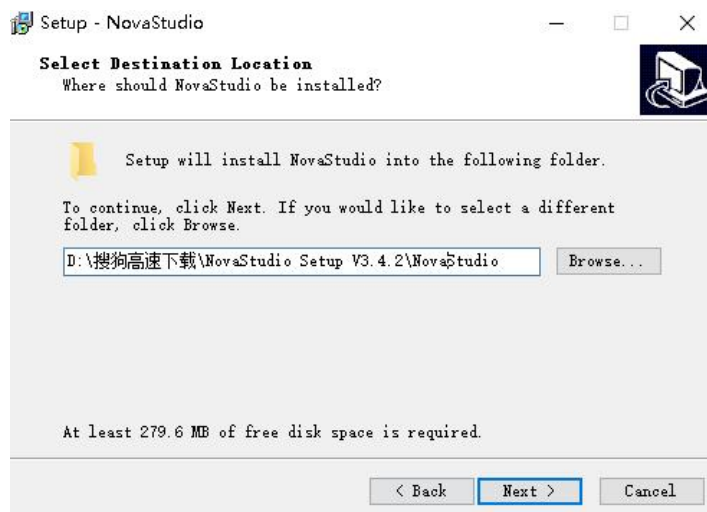 Setup - NovaStudio
Select Destination Location
Where should NovaStudio be installed?
Setup will install NovaStudio into the following folder.
To continue, click Next. If you would like to select a different
folder, click Browse.
D:\搜狗高速下载\NovaStudio Setup V3.4.2\NovaStudio
Browse...
At least 279.6 MB of free disk space is required.
< Back
Next >
Cancel